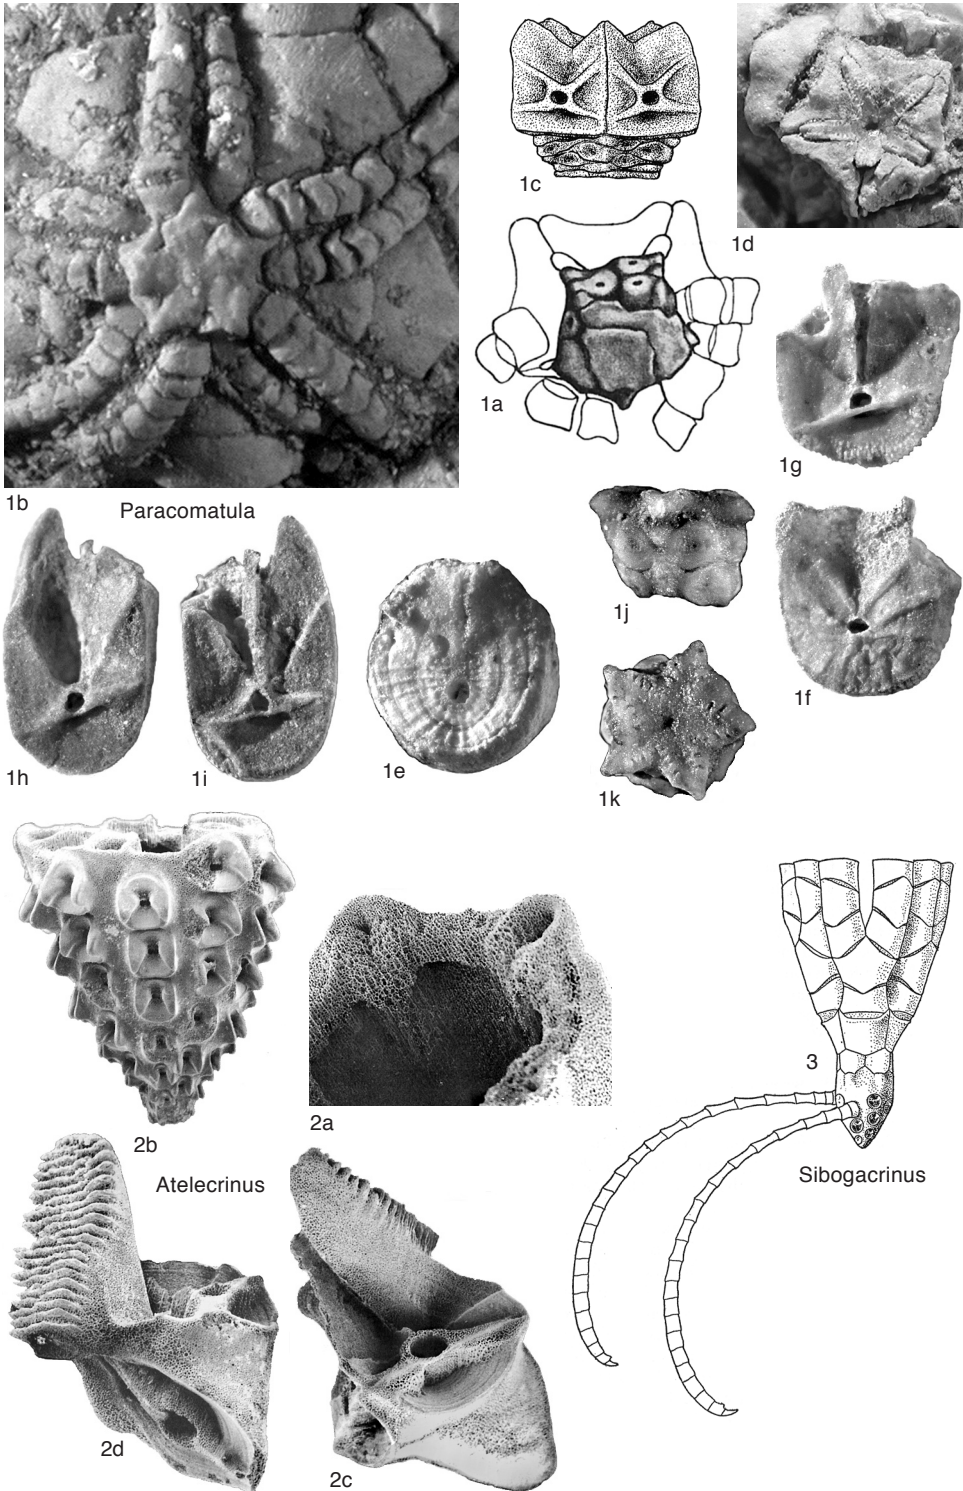 1c
1d
1a
1g
1b
Paracomatula
1j
1f
1h
1i
1e
1k
3
2b
2a
Atelecrinus
Sibogacrinus
2d
2c